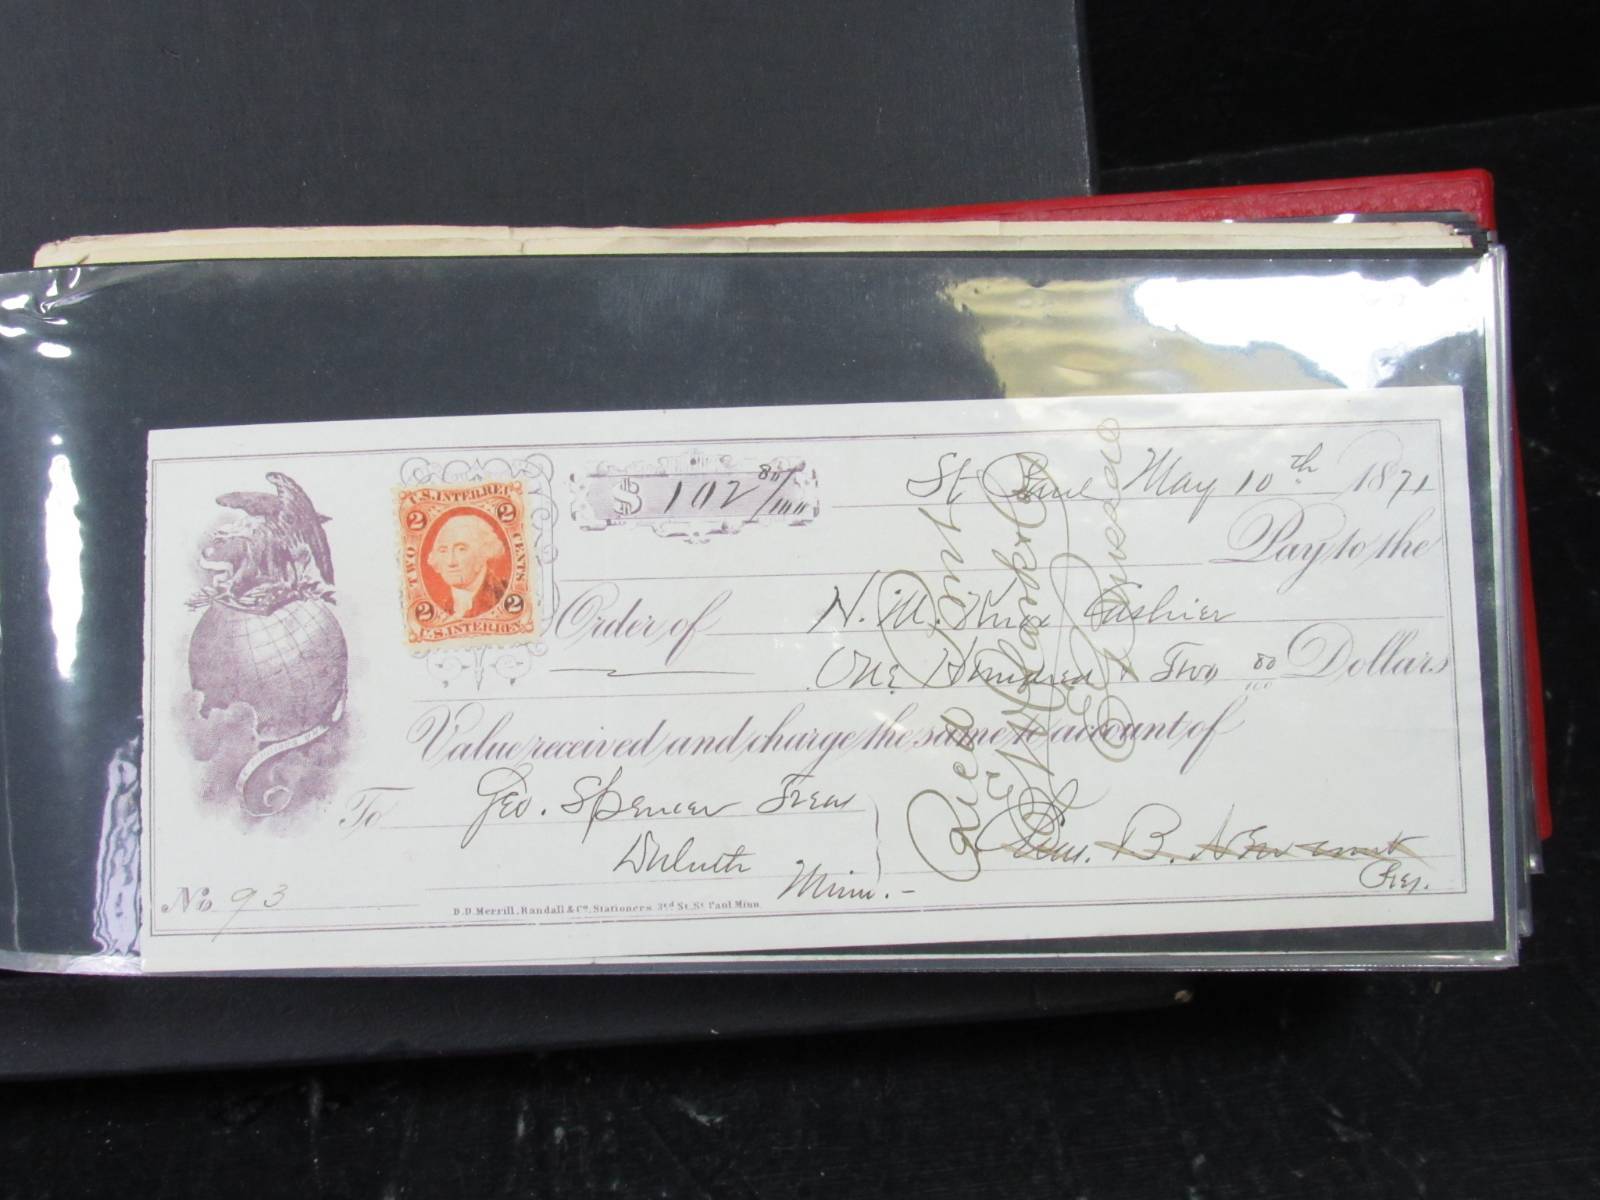 St Paul May 10th 1871
$ 102 80/100
Pay to the
Order of N. M. Cashier
One Hundred & Two 80/100 Dollars
Value received and charge the same to account of
To Geo. Spencer Treas
Duluth Minn.-
B.
Pres.
No 93
D.D. Merrill, Randall & Co. Stationers 3rd St. St Paul Minn.
U.S. INTER. REV.
2 2
TWO CENTS
2 2
U.S. INTER. REV.